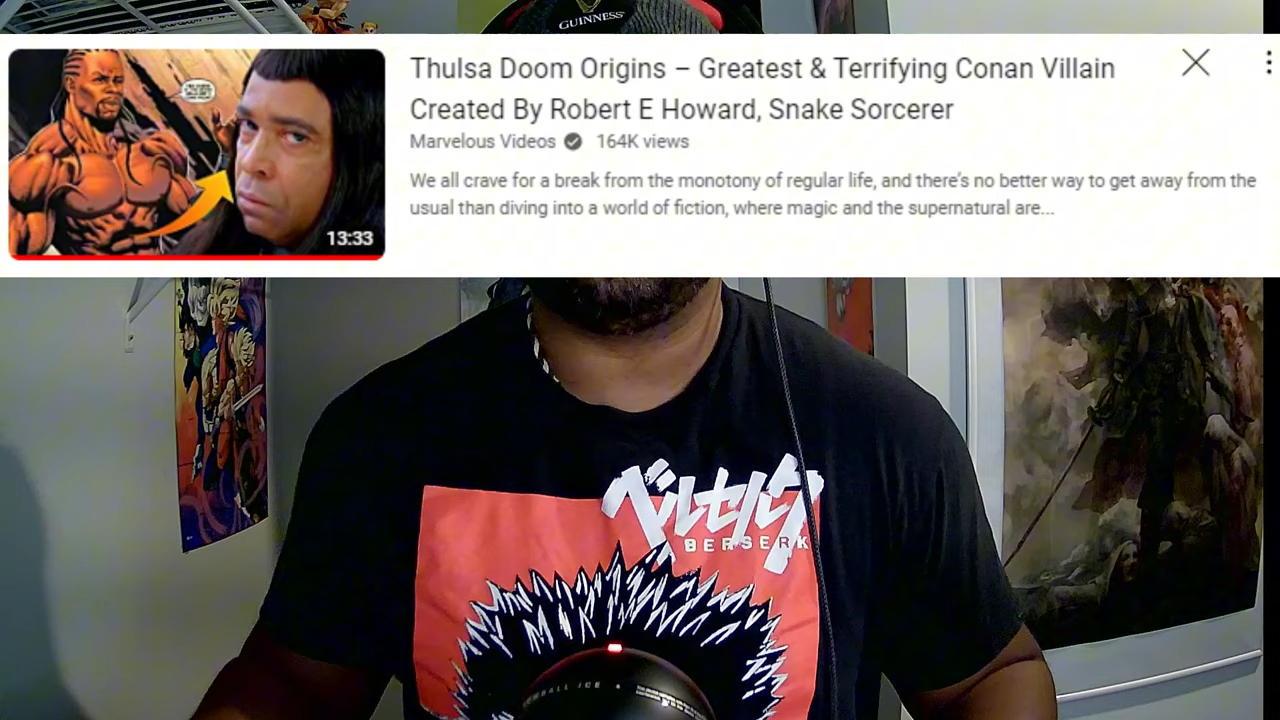 GUINNESS
Thulsa Doom Origins – Greatest & Terrifying Conan Villain
Created By Robert E Howard, Snake Sorcerer
Marvelous Videos 164K views
We all crave for a break from the monotony of regular life, and there's no better way to get away from the
usual than diving into a world of fiction, where magic and the supernatural are...
13:33
ベルセルク
BERSERK